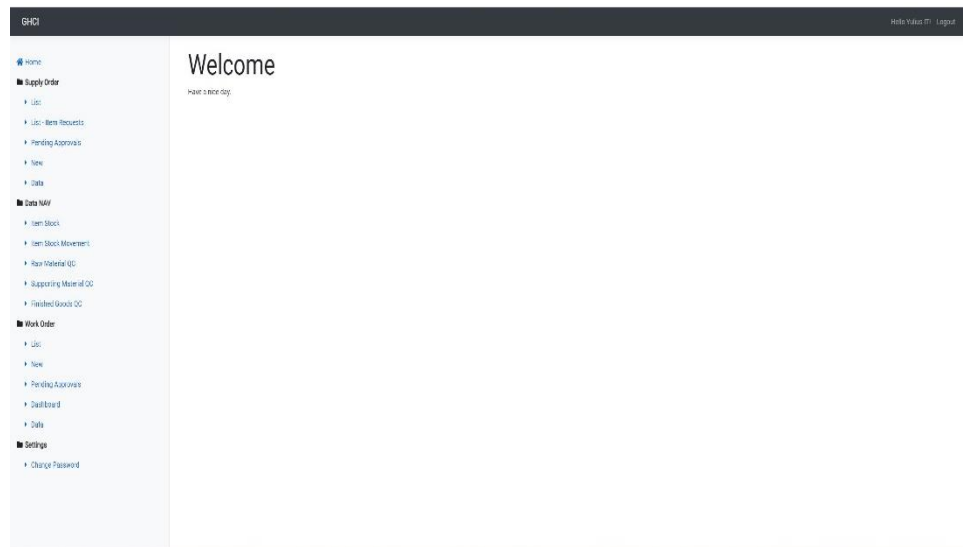 GHCI
Hello Yulius IT! Logout
Home
Supply Order
List
List - Item Requests
Pending Approvals
New
Data
Data NAV
Item Stock
Item Stock Movement
Raw Material QC
Supporting Material QC
Finished Goods QC
Work Order
List
New
Pending Approvals
Dashboard
Data
Settings
Change Password
Welcome
Have a nice day.